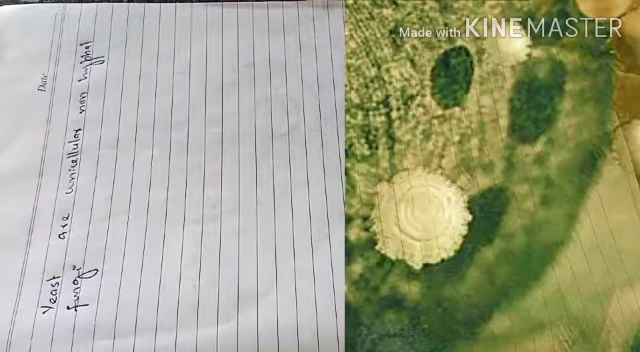 Date
Yeast are unicellular non hyphal
fungi
Made with KINEMASTER